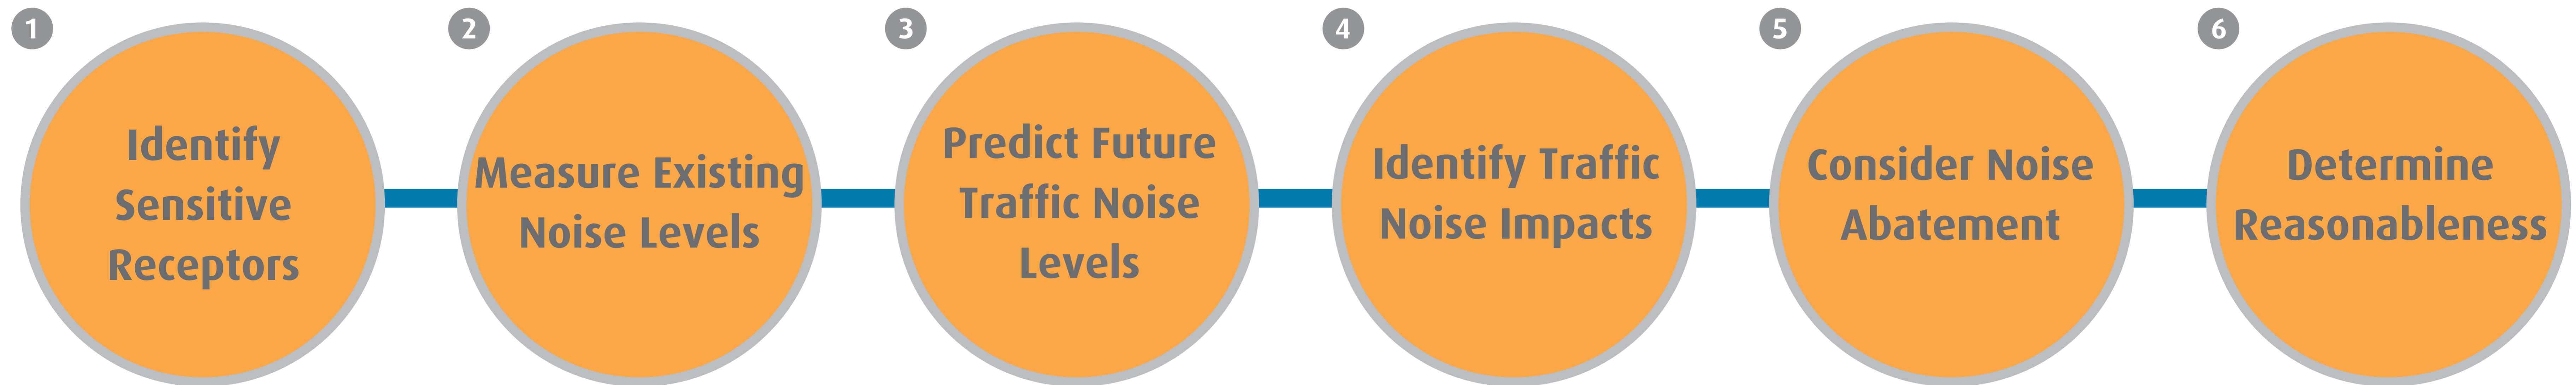 1
Identify
Sensitive
Receptors
2
Measure Existing
Noise Levels
3
Predict Future
Traffic Noise
Levels
4
Identify Traffic
Noise Impacts
5
Consider Noise
Abatement
6
Determine
Reasonableness